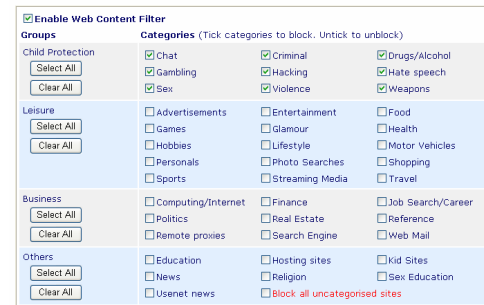 Enable Web Content Filter
Groups Categories (Tick categories to block. Untick to unblock)
Child Protection
Select All
Clear All
Chat Criminal Drugs/Alcohol
Gambling Hacking Hate speech
Sex Violence Weapons
Leisure
Select All
Clear All
Advertisements Entertainment Food
Games Glamour Health
Hobbies Lifestyle Motor Vehicles
Personals Photo Searches Shopping
Sports Streaming Media Travel
Business
Select All
Clear All
Computing/Internet Finance Job Search/Career
Politics Real Estate Reference
Remote proxies Search Engine Web Mail
Others
Select All
Clear All
Education Hosting sites Kid Sites
News Religion Sex Education
Usenet news Block all uncategorised sites